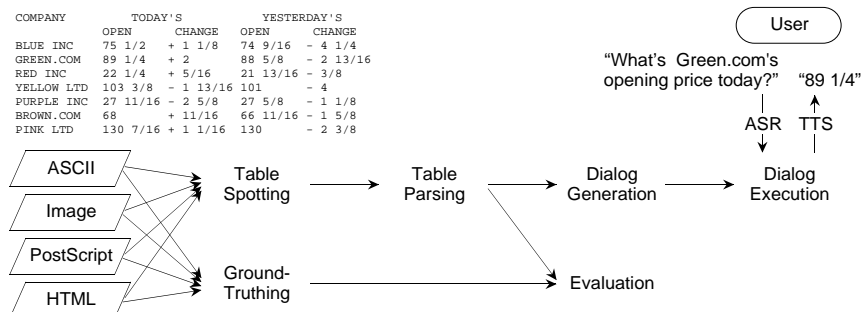 COMPANY TODAY'S YESTERDAY'S
OPEN CHANGE OPEN CHANGE
BLUE INC 75 1/2 + 1 1/8 74 9/16 - 4 1/4
GREEN.COM 89 1/4 + 2 88 5/8 - 2 13/16
RED INC 22 1/4 + 5/16 21 13/16 - 3/8
YELLOW LTD 103 3/8 - 1 13/16 101 - 4
PURPLE INC 27 11/16 - 2 5/8 27 5/8 - 1 1/8
BROWN.COM 68 + 11/16 66 11/16 - 1 5/8
PINK LTD 130 7/16 + 1 1/16 130 - 2 3/8
User
“What's Green.com's
opening price today?” “89 1/4”
ASR TTS
ASCII
Image
PostScript
HTML
Table
Spotting
Table
Parsing
Dialog
Generation
Dialog
Execution
Ground-
Truthing
Evaluation